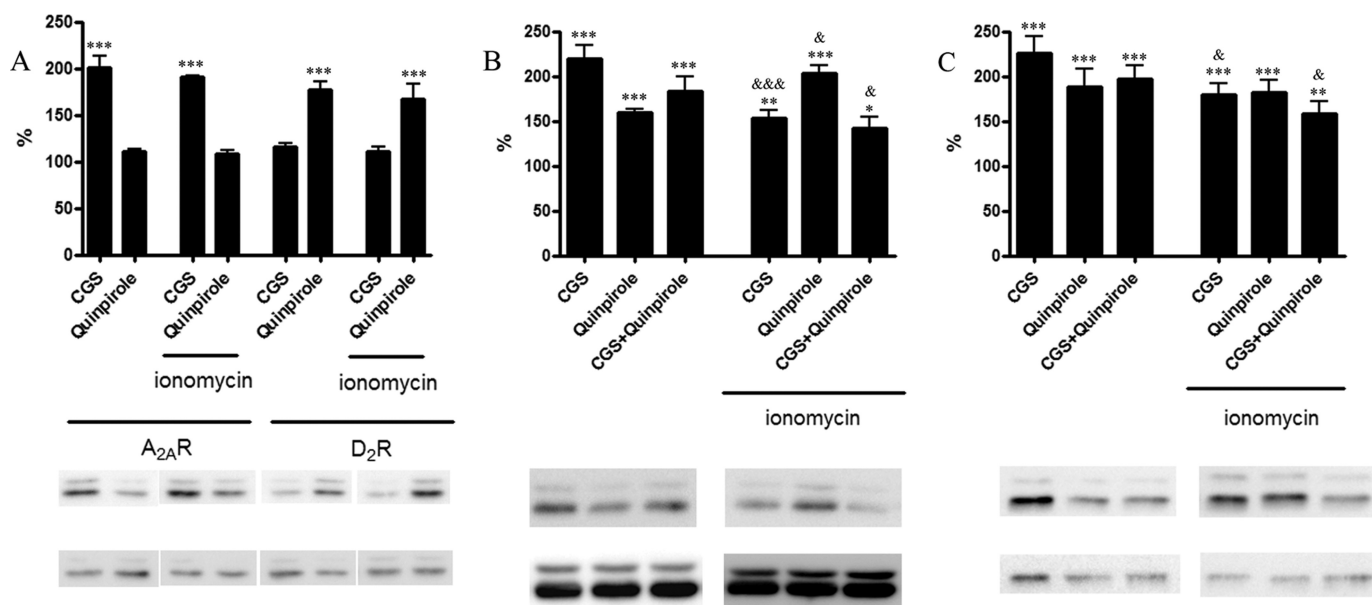 A
%
250
200
150
100
50
0
***
***
***
***
CGS
Quinpirole
CGS
Quinpirole
CGS
Quinpirole
CGS
Quinpirole
ionomycin
ionomycin
A2AR
D2R
B
%
250
200
150
100
50
0
***
***
***
&&&
**
&
***
&
*
CGS
Quinpirole
CGS+Quinpirole
CGS
Quinpirole
CGS+Quinpirole
ionomycin
C
%
250
200
150
100
50
0
***
***
***
&
***
***
&
**
CGS
Quinpirole
CGS+Quinpirole
CGS
Quinpirole
CGS+Quinpirole
ionomycin